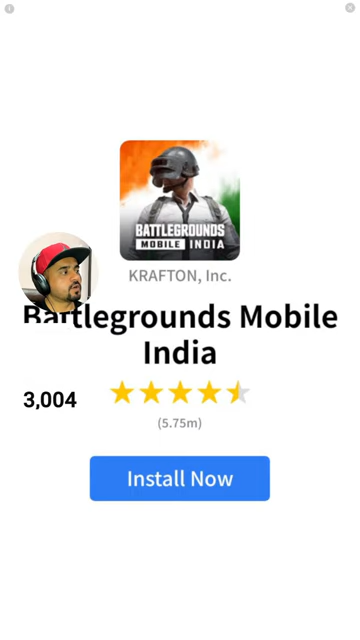 BATTLEGROUNDS
MOBILE INDIA
KRAFTON, Inc.
Battlegrounds Mobile
India
3,004
(5.75m)
Install Now